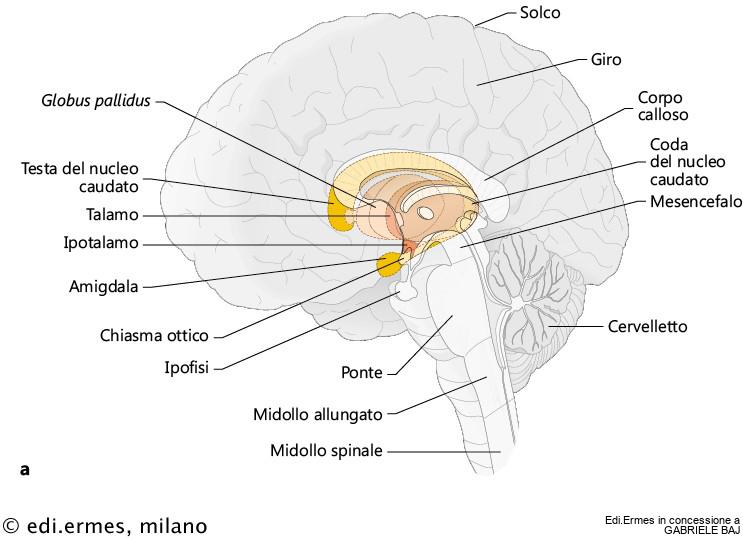 Solco
Giro
Globus pallidus
Corpo
calloso
Testa del nucleo
caudato
Coda
del nucleo
caudato
Talamo
Mesencefalo
Ipotalamo
Amigdala
Chiasma ottico
Cervelletto
Ipofisi
Ponte
Midollo allungato
Midollo spinale
a
© edi.ermes, milano
Edi.Ermes in concessione a
GABRIELE BAJ